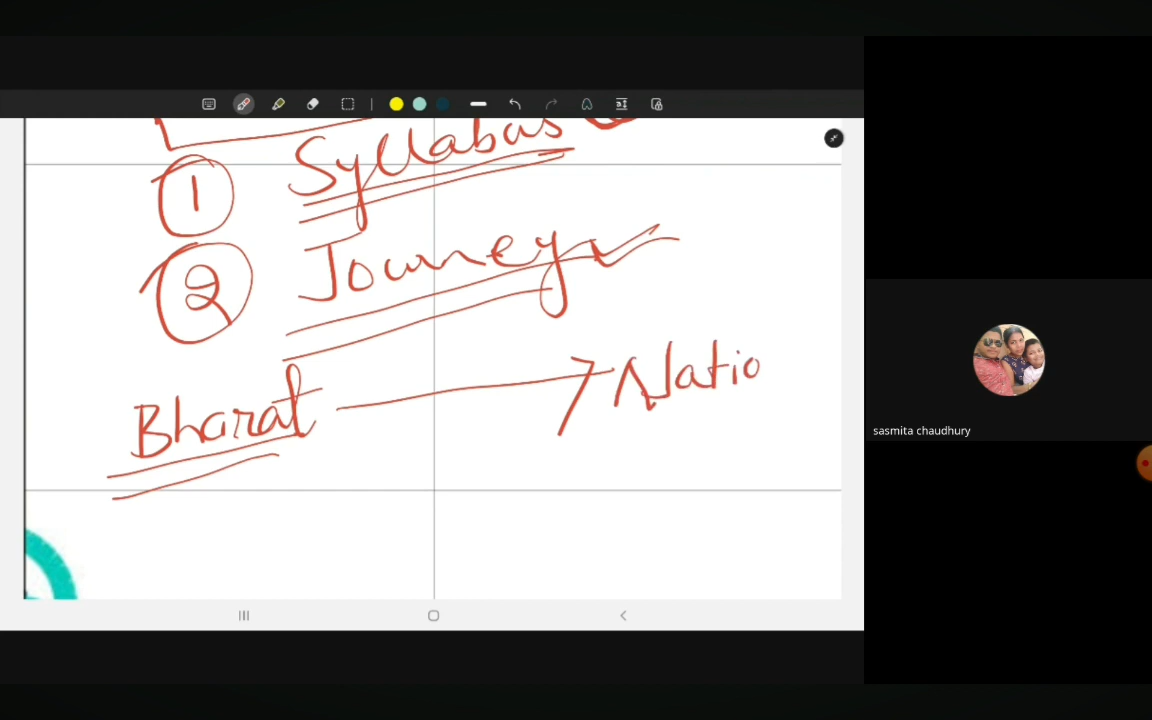 1 Syllabus
2 Journey
Bharat → Natio
sasmita chaudhury